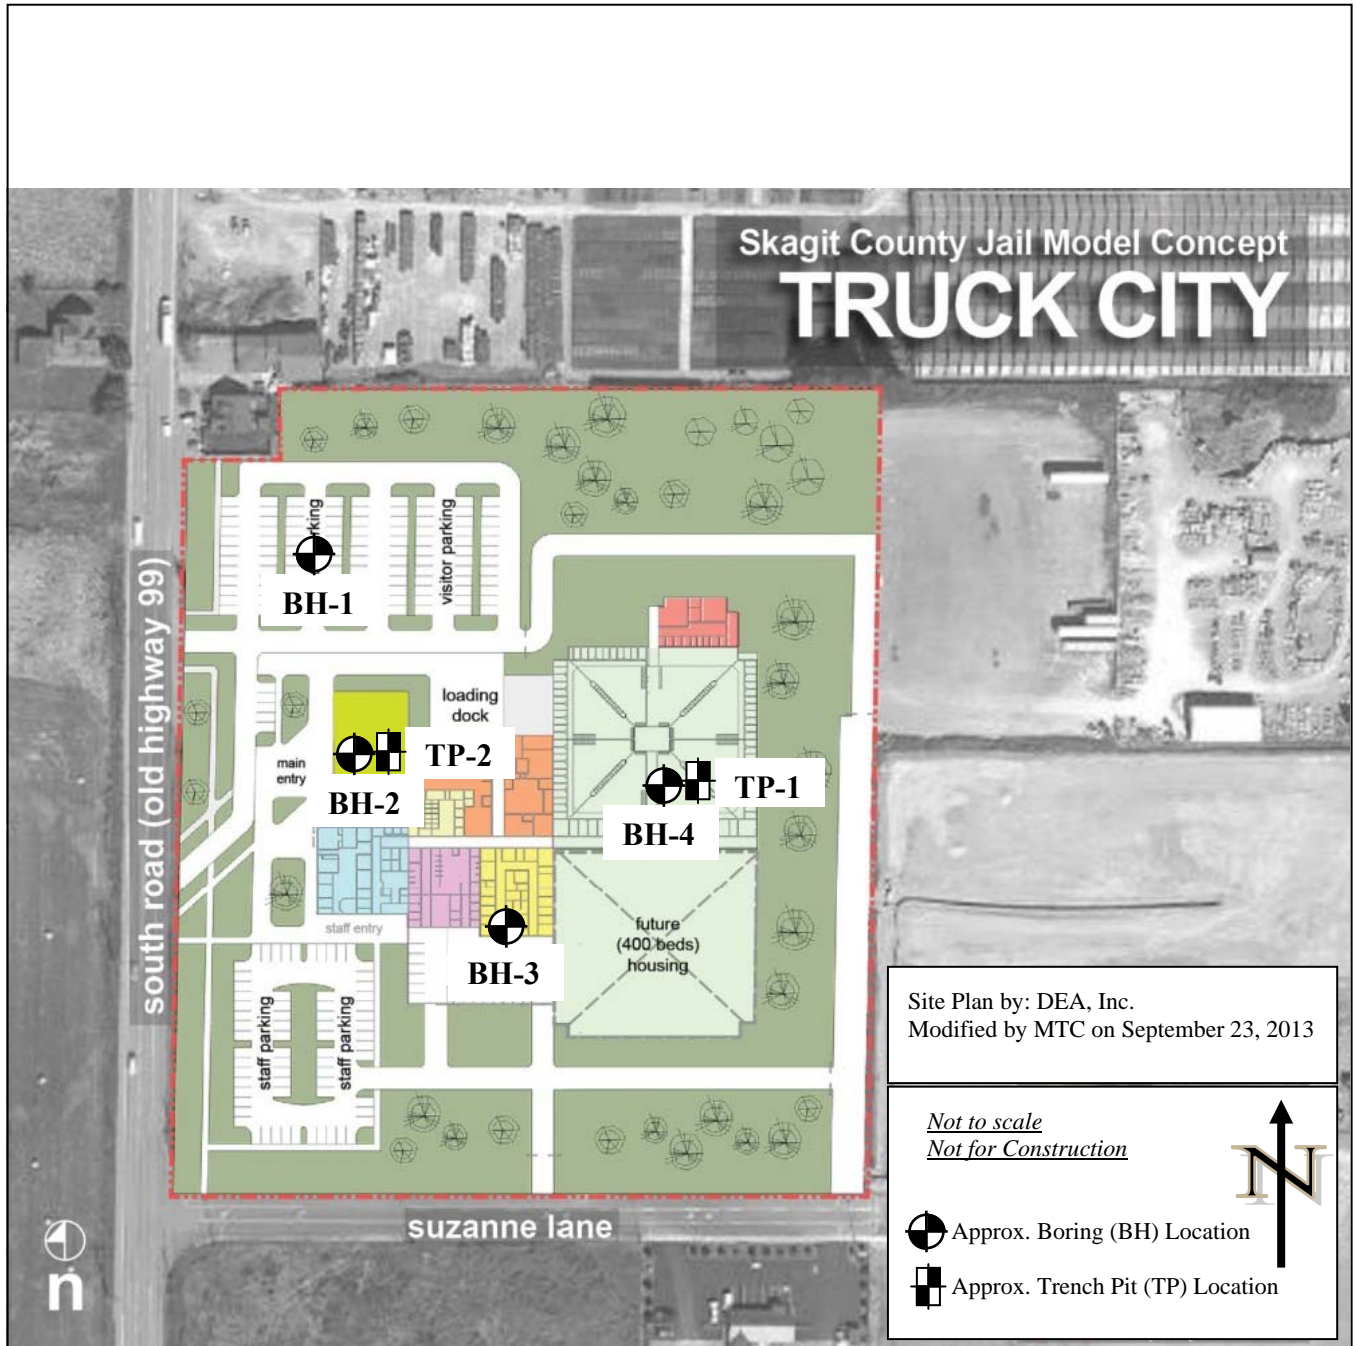 Skagit County Jail Model Concept
TRUCK CITY
south road (old highway 99)
parking
visitor parking
BH-1
loading
dock
main
entry
TP-2
BH-2
TP-1
BH-4
staff entry
BH-3
future
(400 beds)
housing
staff parking
staff parking
suzanne lane
n
Site Plan by: DEA, Inc.
Modified by MTC on September 23, 2013
Not to scale
Not for Construction
N
Approx. Boring (BH) Location
Approx. Trench Pit (TP) Location